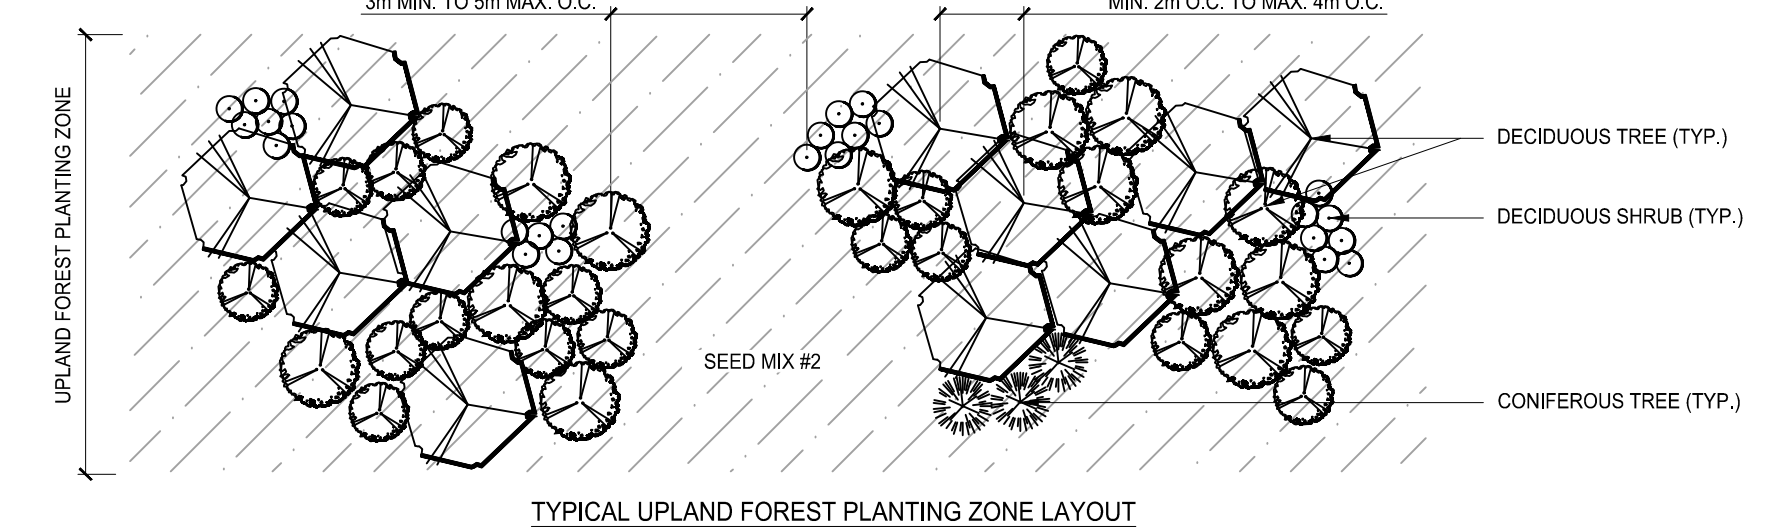 3m MIN. TO 5m MAX. O.C.
MIN. 2m O.C. TO MAX. 4m O.C.
UPLAND FOREST PLANTING ZONE
DECIDUOUS TREE (TYP.)
DECIDUOUS SHRUB (TYP.)
SEED MIX #2
CONIFEROUS TREE (TYP.)
TYPICAL UPLAND FOREST PLANTING ZONE LAYOUT